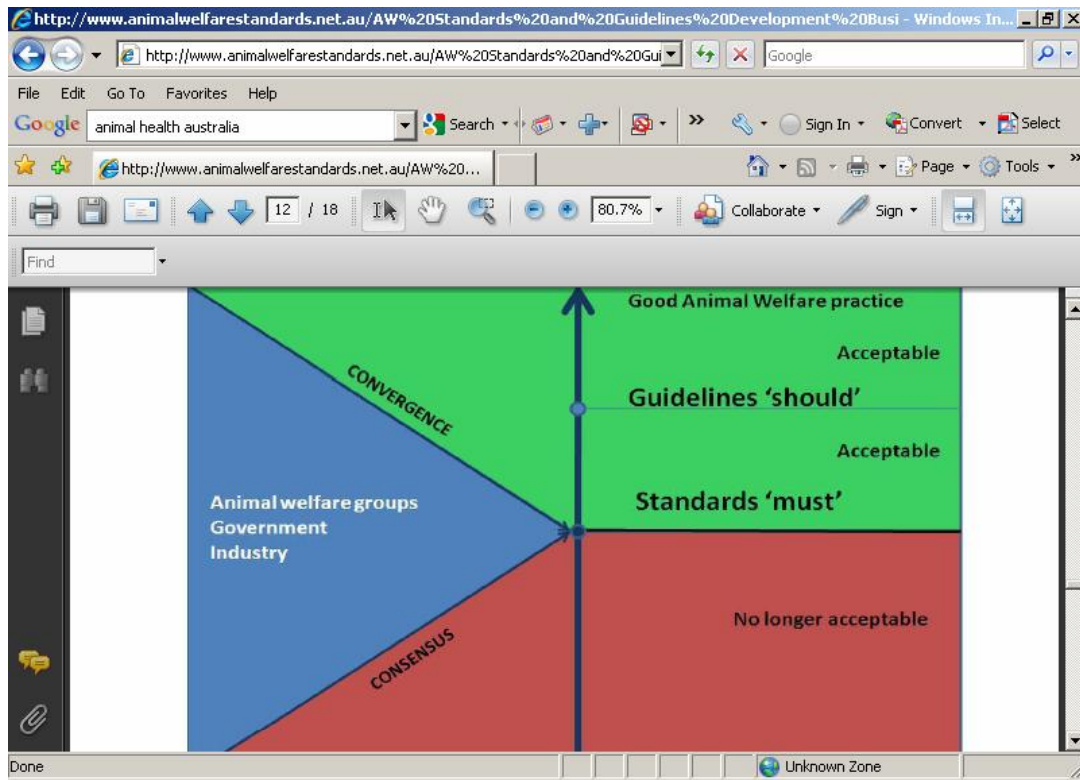 http://www.animalwelfarestandards.net.au/AW%20Standards%20and%20Guidelines%20Development%20Busi - Windows In...
http://www.animalwelfarestandards.net.au/AW%20Standards%20and%20Gui
Google
File Edit Go To Favorites Help
Google animal health australia Search Sign In Convert Select
http://www.animalwelfarestandards.net.au/AW%20... Page Tools
12 / 18 80.7% Collaborate Sign
Find
Good Animal Welfare practice
Acceptable
CONVERGENCE
Guidelines ‘should’
Acceptable
Standards ‘must’
Animal welfare groups
Government
Industry
No longer acceptable
CONSENSUS
Done Unknown Zone